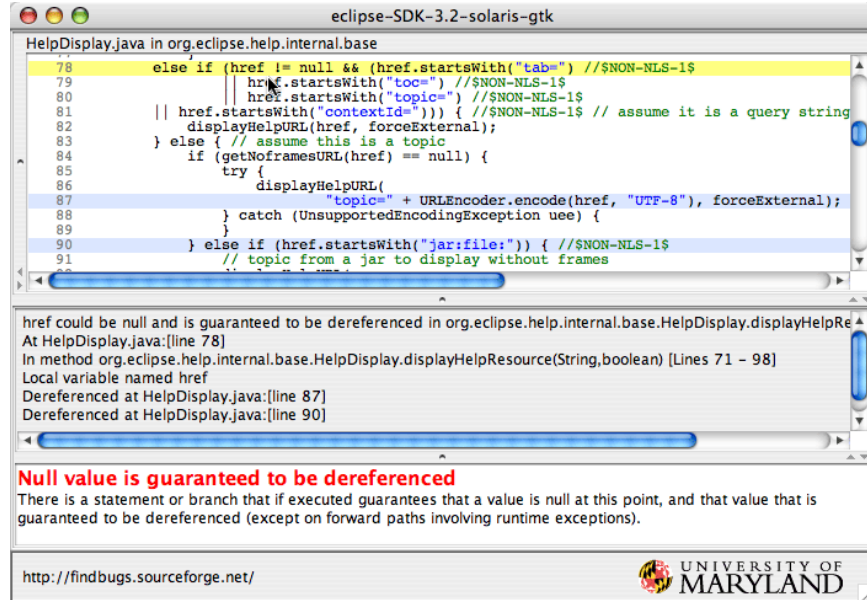 eclipse-SDK-3.2-solaris-gtk
HelpDisplay.java in org.eclipse.help.internal.base
78 else if (href != null && (href.startsWith("tab=") //$NON-NLS-1$
79 || href.startsWith("toc=") //$NON-NLS-1$
80 || href.startsWith("topic=") //$NON-NLS-1$
81 || href.startsWith("contextId="))) { //$NON-NLS-1$ // assume it is a query string
82 displayHelpURL(href, forceExternal);
83 } else { // assume this is a topic
84 if (getNoframesURL(href) == null) {
85 try {
86 displayHelpURL(
87 "topic=" + URLEncoder.encode(href, "UTF-8"), forceExternal);
88 } catch (UnsupportedEncodingException uee) {
89 }
90 } else if (href.startsWith("jar:file:")) { //$NON-NLS-1$
91 // topic from a jar to display without frames
href could be null and is guaranteed to be dereferenced in org.eclipse.help.internal.base.HelpDisplay.displayHelpRe
At HelpDisplay.java:[line 78]
In method org.eclipse.help.internal.base.HelpDisplay.displayHelpResource(String,boolean) [Lines 71 - 98]
Local variable named href
Dereferenced at HelpDisplay.java:[line 87]
Dereferenced at HelpDisplay.java:[line 90]
Null value is guaranteed to be dereferenced
There is a statement or branch that if executed guarantees that a value is null at this point, and that value that is
guaranteed to be dereferenced (except on forward paths involving runtime exceptions).
http://findbugs.sourceforge.net/
UNIVERSITY OF
MARYLAND